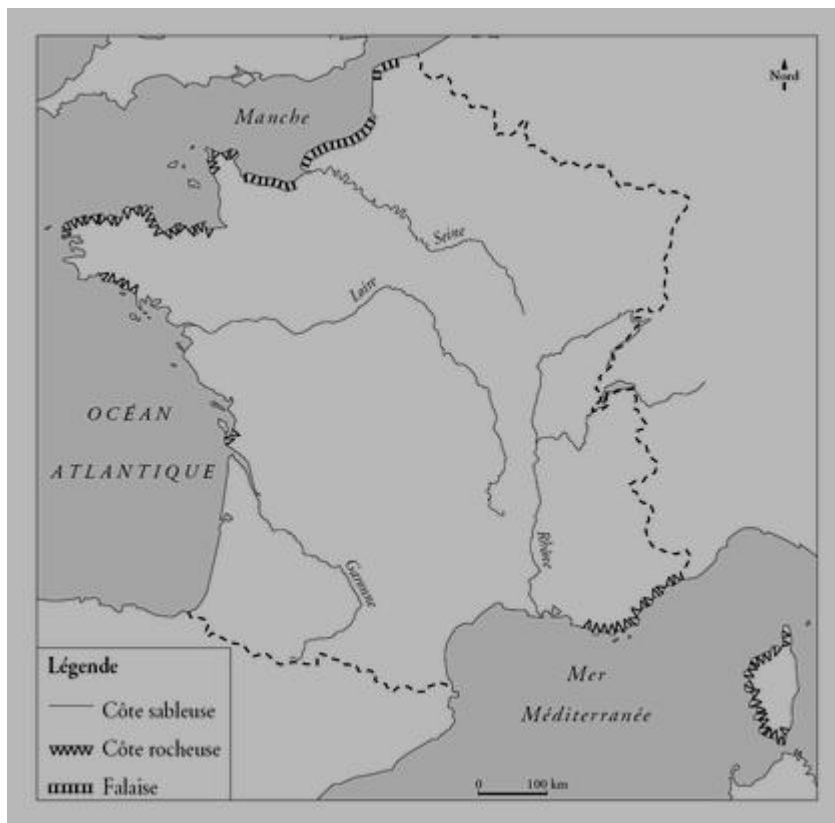 Nord
Manche
Seine
Loire
OCÉAN
ATLANTIQUE
Rhône
Garonne
Légende
Côte sableuse
Côte rocheuse
Falaise
Mer
Méditerranée
0 100 km